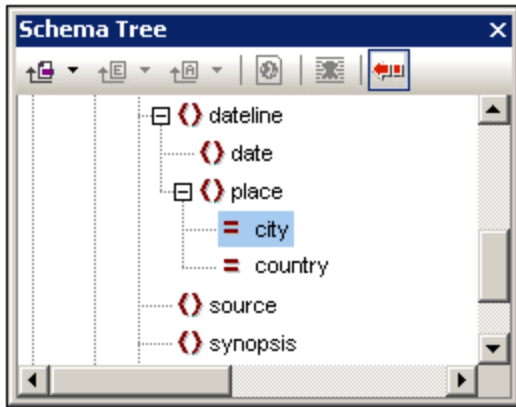 Schema Tree
E A
dateline
date
place
= city
= country
source
synopsis